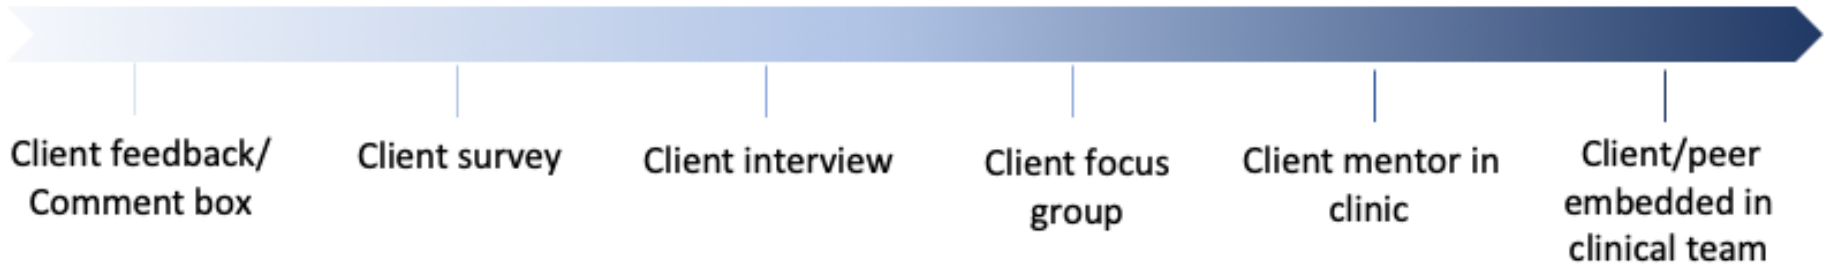 Client feedback/
Comment box
Client survey
Client interview
Client focus
group
Client mentor in
clinic
Client/peer
embedded in
clinical team